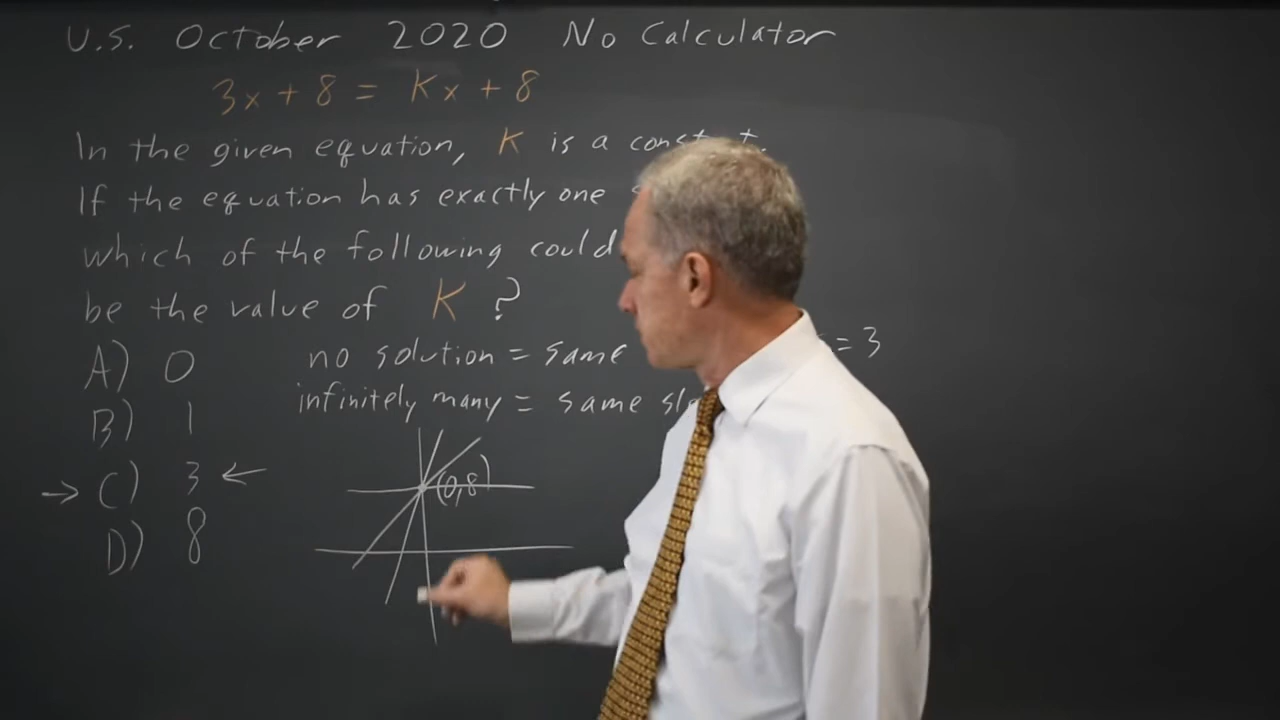 U.S. October 2020 No Calculator
3x + 8 = Kx + 8
In the given equation, K is a constant.
If the equation has exactly one
which of the following could
be the value of K ?
A) 0
B) 1
→ C) 3 ←
D) 8
no solution = same = 3
infinitely many = same
(0,8)